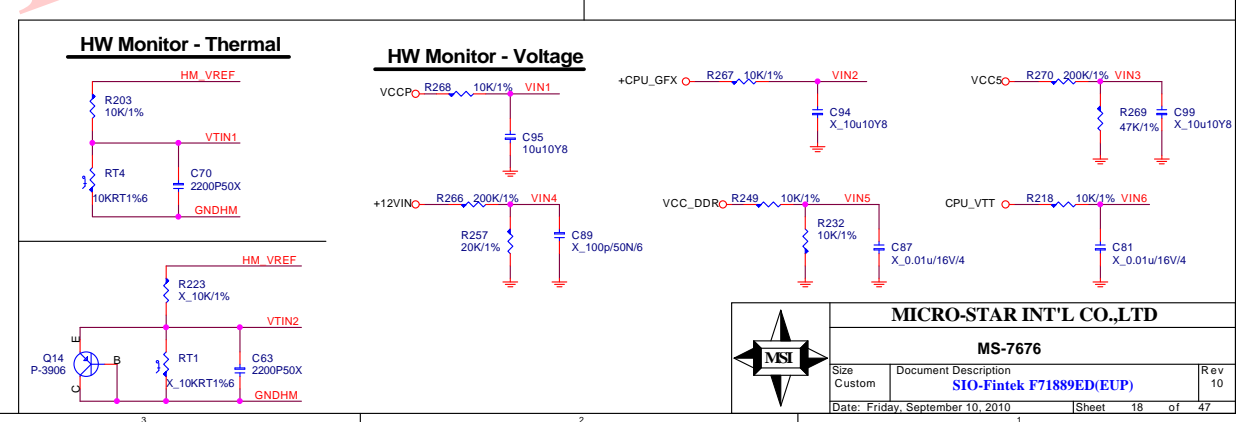 HW Monitor - Thermal
HM_VREF
R203
10K/1%
VTIN1
RT4
10KRT1%6
C70
2200P50X
GNDHM
HM_VREF
R223
X_10K/1%
VTIN2
E
Q14
P-3906
B
C
RT1
X_10KRT1%6
C63
2200P50X
GNDHM
HW Monitor - Voltage
VCCP R268 10K/1% VIN1
C95
10u10Y8
+CPU_GFX R267 10K/1% VIN2
C94
X_10u10Y8
VCC5 R270 200K/1% VIN3
R269
47K/1%
C99
X_10u10Y8
+12VIN R266 200K/1% VIN4
R257
20K/1%
C89
X_100p/50N/6
VCC_DDR R249 10K/1% VIN5
R232
10K/1%
C87
X_0.01u/16V/4
CPU_VTT R218 10K/1% VIN6
C81
X_0.01u/16V/4
MSI
MICRO-STAR INT'L CO.,LTD
MS-7676
Size Document Description Rev
Custom SIO-Fintek F71889ED(EUP) 10
Date: Friday, September 10, 2010 Sheet 18 of 47
3 2 1